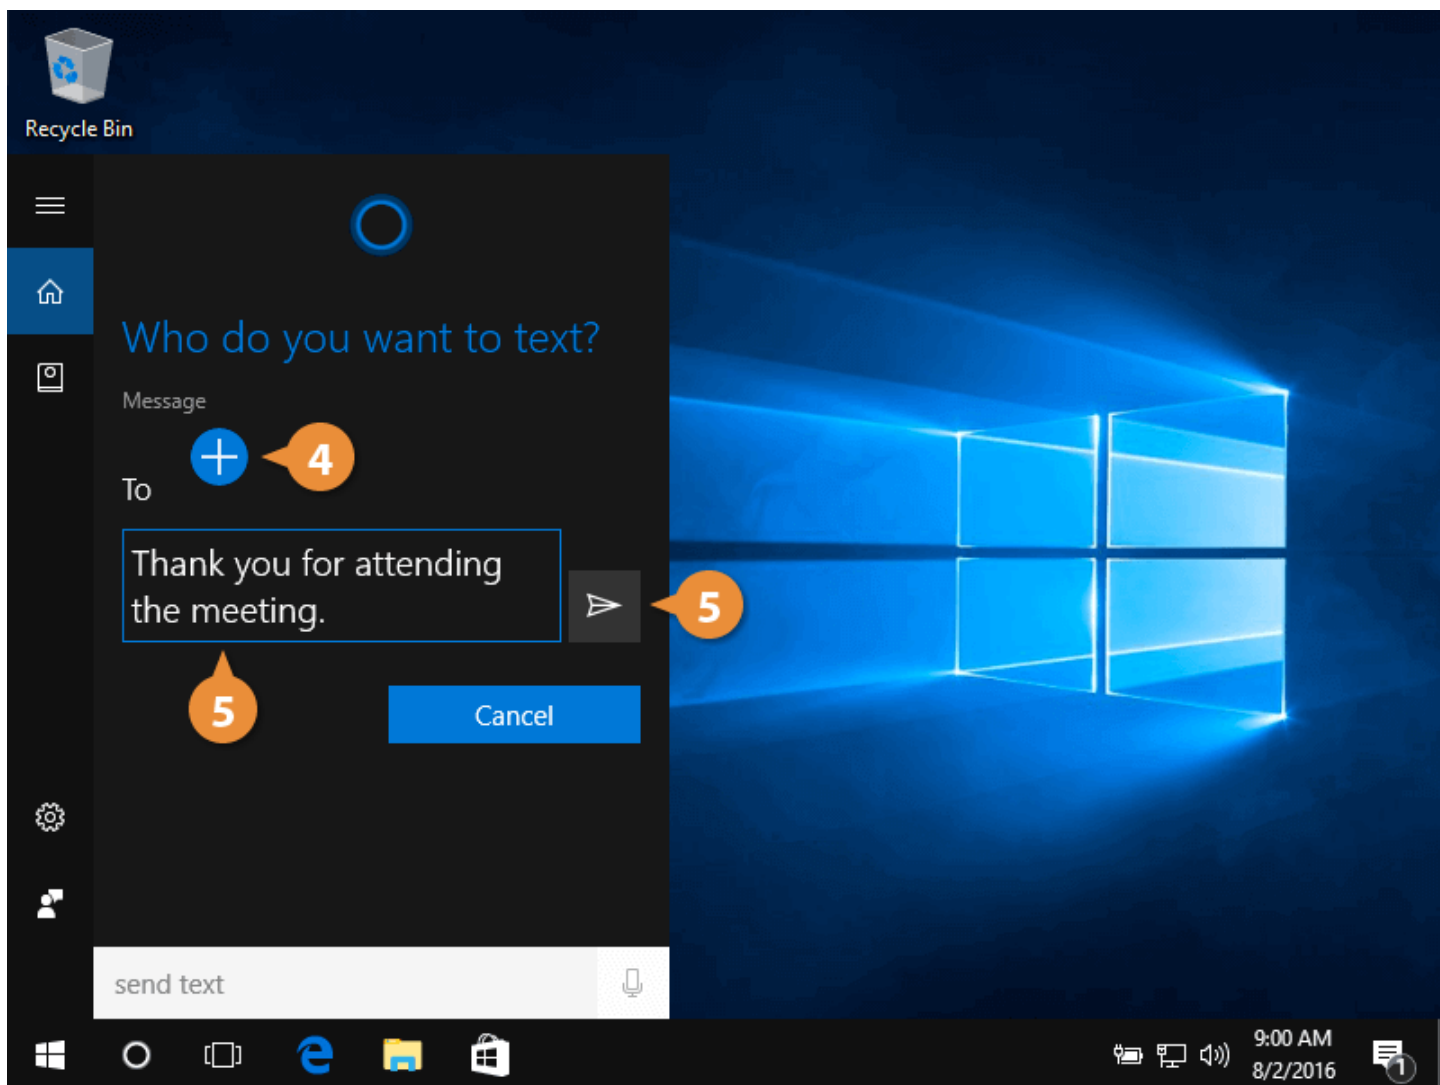 Recycle Bin
Who do you want to text?
Message
4
To
Thank you for attending
the meeting.
5
5
Cancel
send text
9:00 AM
8/2/2016
1